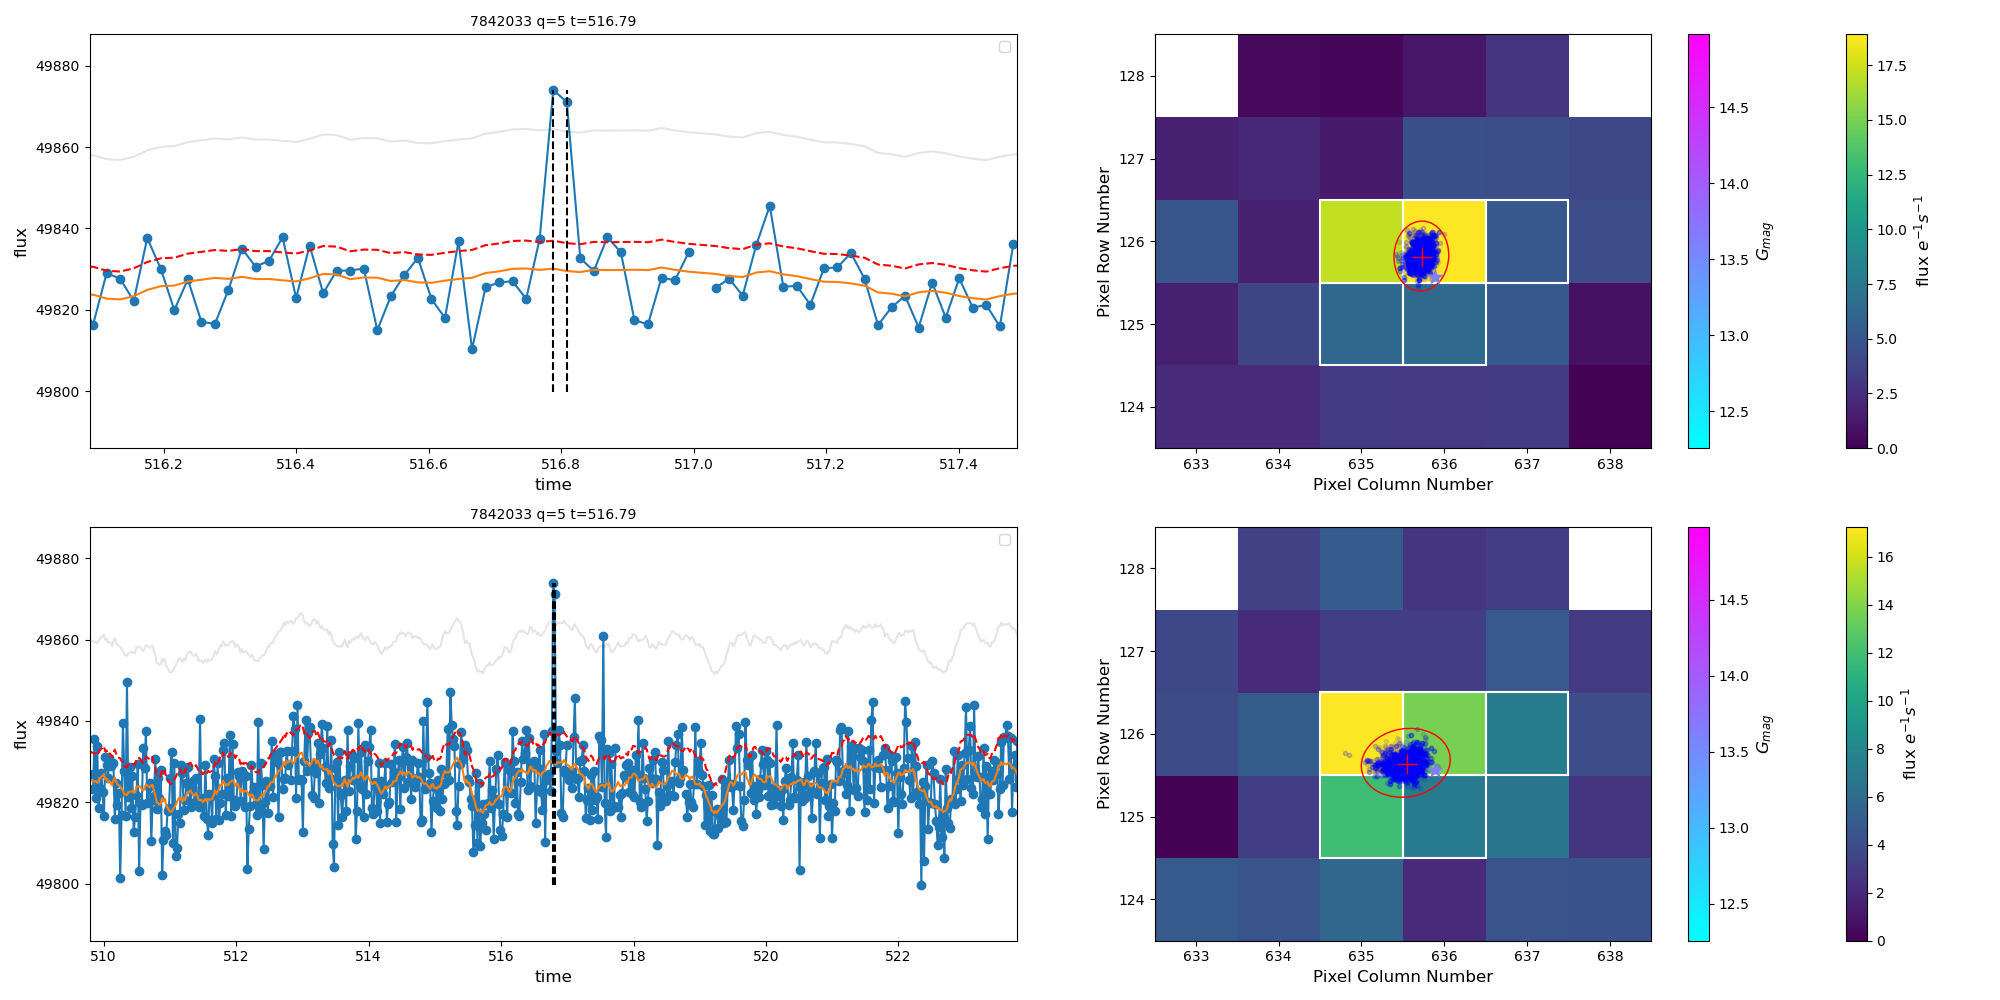 7842033 q=5 t=516.79
49880
49860
49840
49820
49800
flux
516.2 516.4 516.6 516.8 517.0 517.2 517.4
time
128
127
126
125
124
Pixel Row Number
633 634 635 636 637 638
Pixel Column Number
14.5
14.0
13.5
13.0
12.5
G_mag
17.5
15.0
12.5
10.0
7.5
5.0
2.5
0.0
flux e⁻¹s⁻¹
7842033 q=5 t=516.79
49880
49860
49840
49820
49800
flux
510 512 514 516 518 520 522
time
128
127
126
125
124
Pixel Row Number
633 634 635 636 637 638
Pixel Column Number
14.5
14.0
13.5
13.0
12.5
G_mag
16
14
12
10
8
6
4
2
0
flux e⁻¹s⁻¹